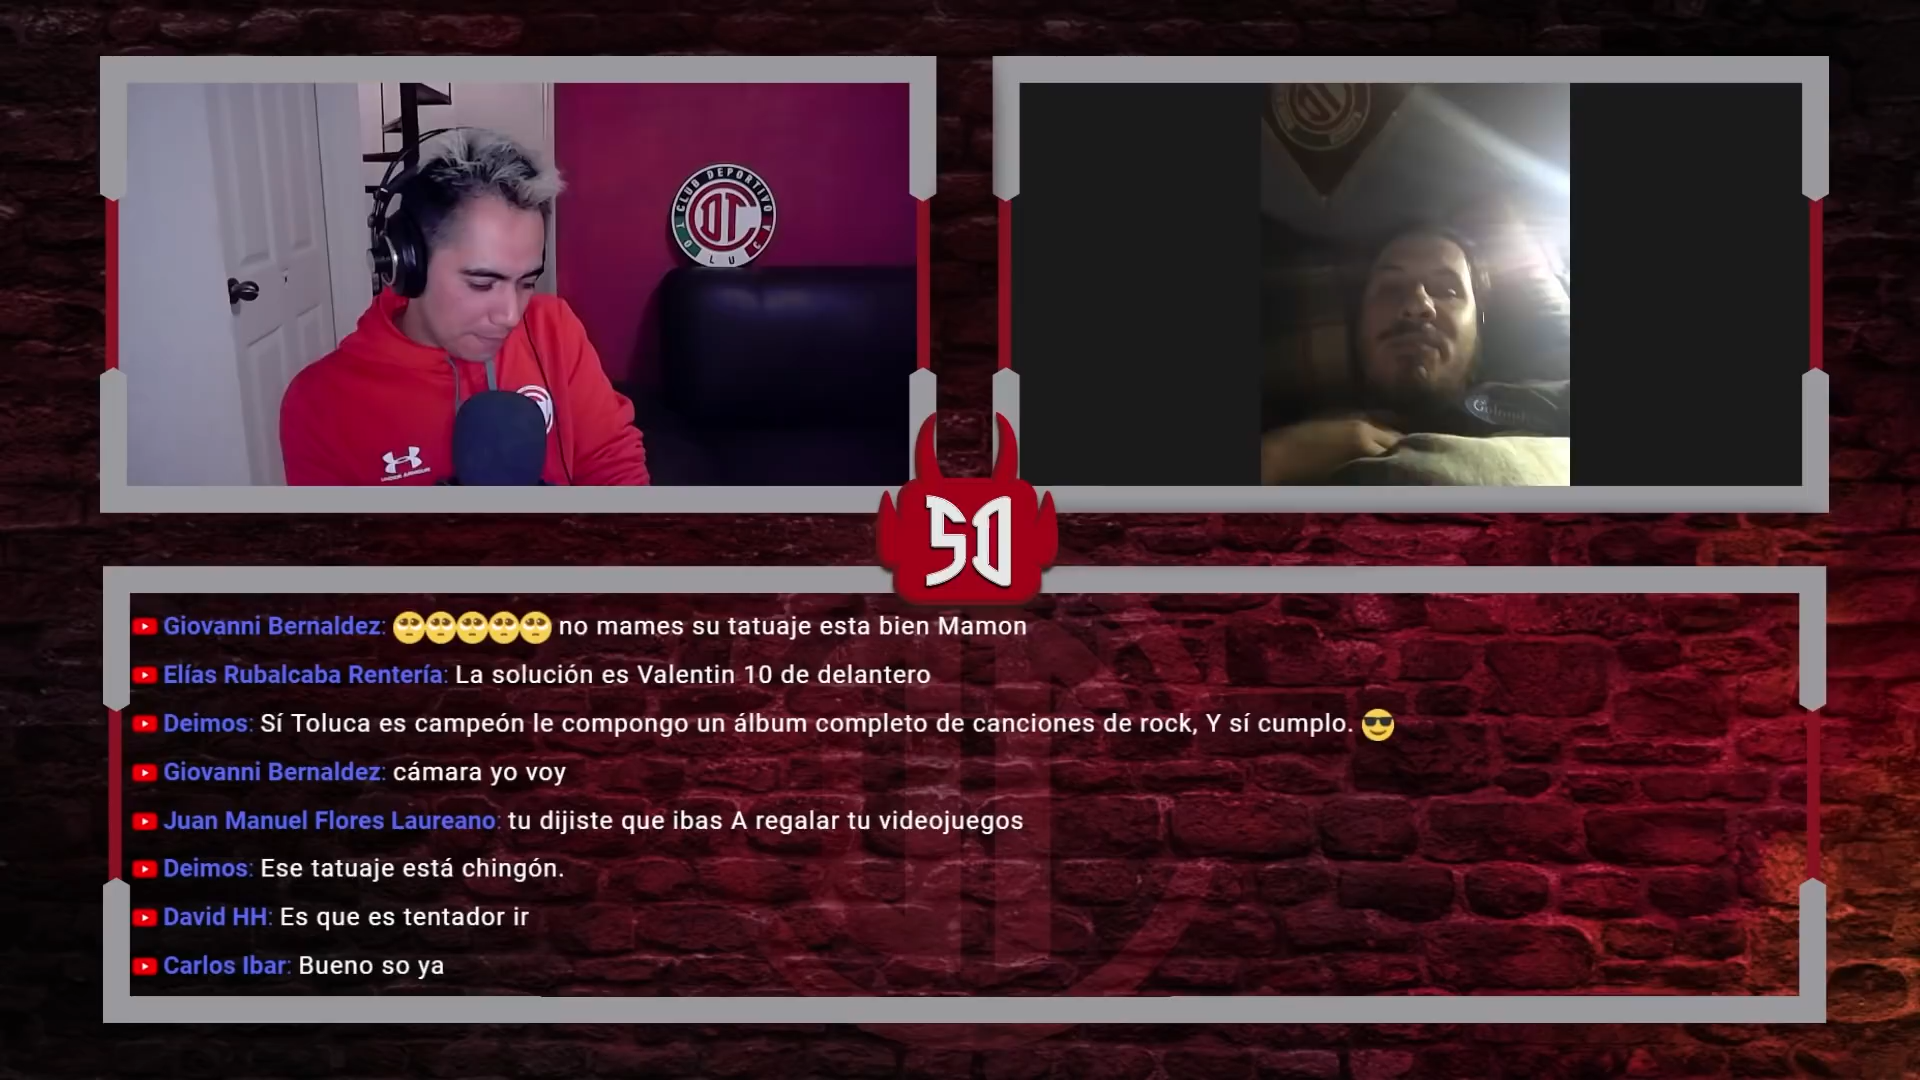 CLUB DEPORTIVO
TOLUCA
UNDER ARMOUR
SD
Giovanni Bernaldez: 🥺🥺🥺🥺🥺 no mames su tatuaje esta bien Mamon
Elías Rubalcaba Rentería: La solución es Valentin 10 de delantero
Deimos: Sí Toluca es campeón le compongo un álbum completo de canciones de rock, Y sí cumplo. 😎
Giovanni Bernaldez: cámara yo voy
Juan Manuel Flores Laureano: tu dijiste que ibas A regalar tu videojuegos
Deimos: Ese tatuaje está chingón.
David HH: Es que es tentador ir
Carlos Ibar: Bueno so ya